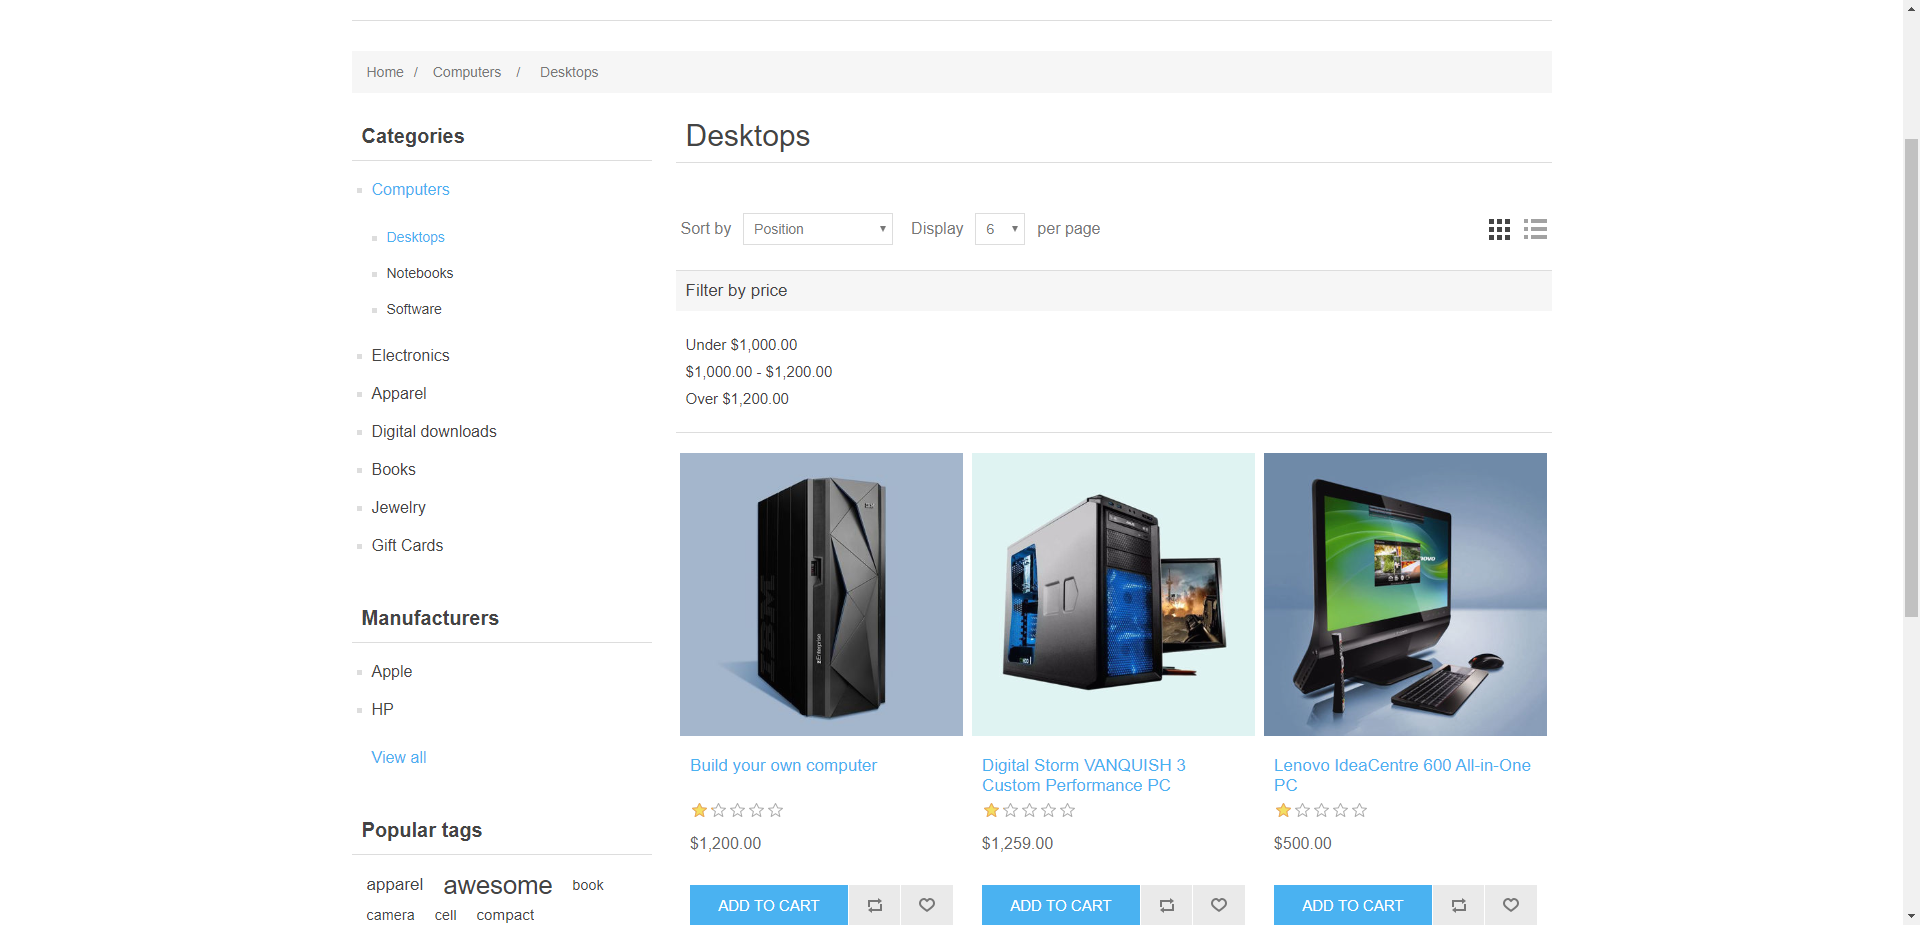 Home / Computers / Desktops
Categories
Computers
Desktops
Notebooks
Software
Electronics
Apparel
Digital downloads
Books
Jewelry
Gift Cards
Manufacturers
Apple
HP
View all
Popular tags
apparel awesome book
camera cell compact
Desktops
Sort by Position Display 6 per page
Filter by price
Under $1,000.00
$1,000.00 - $1,200.00
Over $1,200.00
IBM
zEnterprise
Build your own computer
$1,200.00
ADD TO CART
Digital Storm VANQUISH 3
Custom Performance PC
$1,259.00
ADD TO CART
Lenovo IdeaCentre 600 All-in-One
PC
$500.00
ADD TO CART